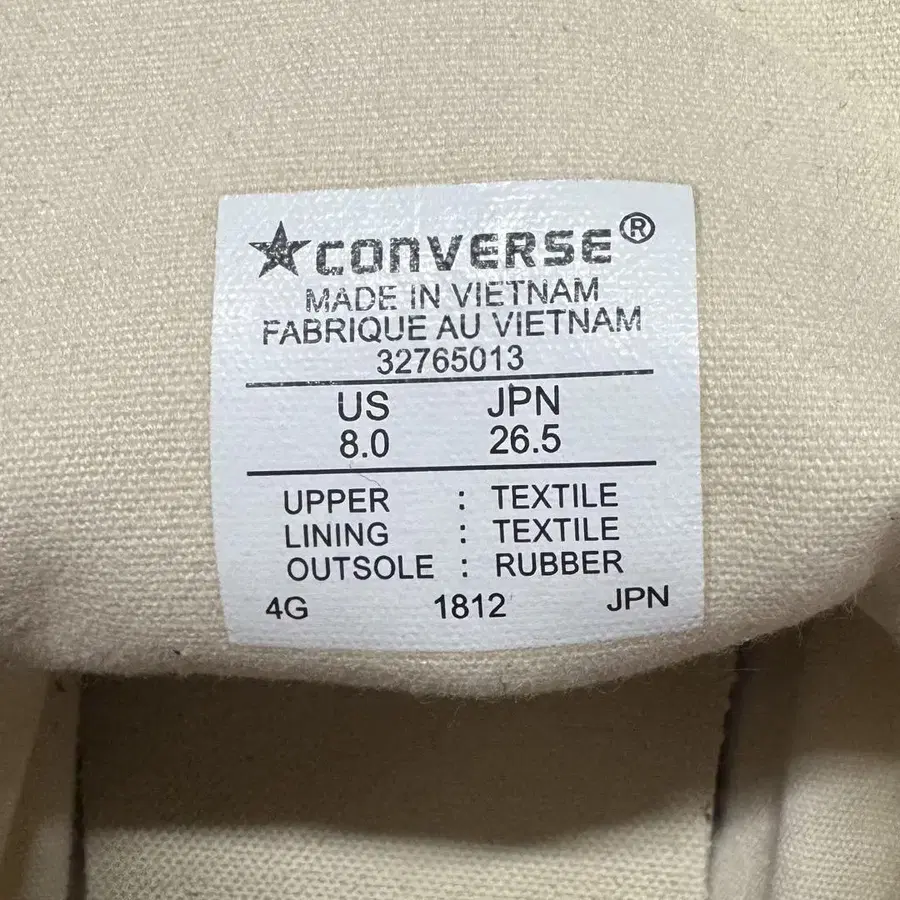 CONVERSE®
MADE IN VIETNAM
FABRIQUE AU VIETNAM
32765013
US JPN
8.0 26.5
UPPER : TEXTILE
LINING : TEXTILE
OUTSOLE : RUBBER
4G 1812 JPN